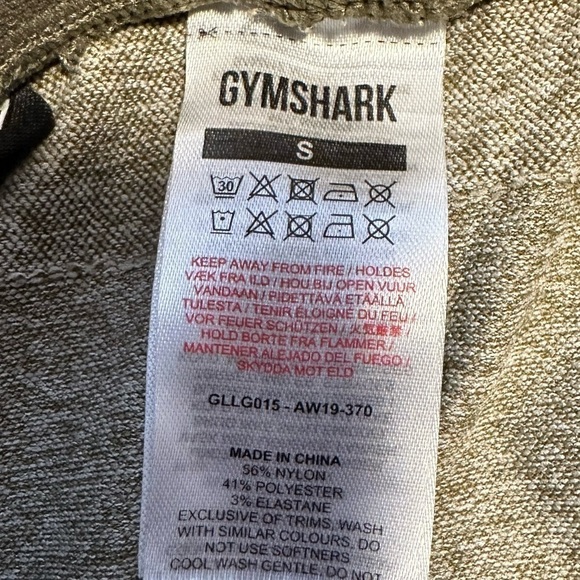 GYMSHARK
S
30
KEEP AWAY FROM FIRE / HOLDES
VÆK FRA ILD / HOU BIJ OPEN VUUR
VANDAAN / PIDETTÄVÄ ETÄÄLLÄ
TULESTA / TENIR ÉLOIGNÉ DU FEU /
VOR FEUER SCHÜTZEN / 火気厳禁
HOLD BORTE FRA FLAMMER /
MANTENER ALEJADO DEL FUEGO /
SKYDDA MOT ELD
GLLG015 - AW19-370
MADE IN CHINA
56% NYLON
41% POLYESTER
3% ELASTANE
EXCLUSIVE OF TRIMS, WASH
WITH SIMILAR COLOURS, DO
NOT USE SOFTNERS
COOL WASH GENTLE, DO NOT